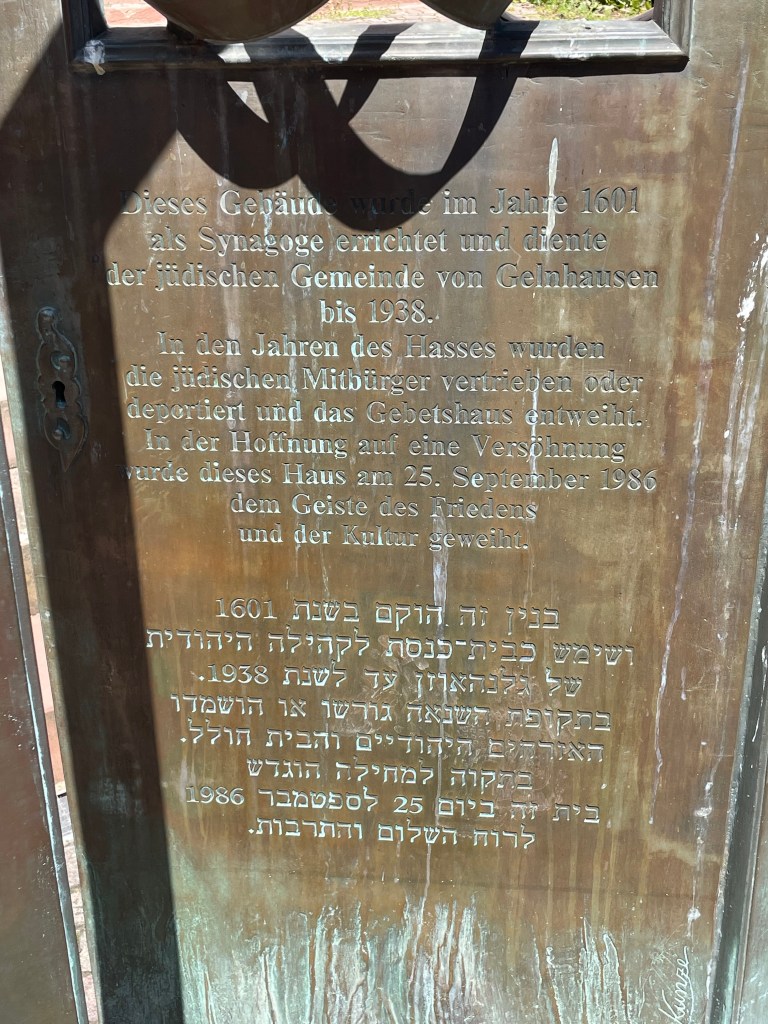 Dieses Gebäude wurde im Jahre 1601
als Synagoge errichtet und diente
der jüdischen Gemeinde von Gelnhausen
bis 1938.
In den Jahren des Hasses wurden
die jüdischen Mitbürger vertrieben oder
deportiert und das Gebetshaus entweiht.
In der Hoffnung auf eine Versöhnung
wurde dieses Haus am 25. September 1986
dem Geiste des Friedens
und der Kultur geweiht.
בנין זה הוקם בשנת 1601
ושימש כבית-כנסת לקהילה היהודית
של גלנהאוזן עד לשנת 1938.
בתקופת השנאה גורשו או הושמדו
האזרחים היהודיים והבית חולל.
בתקוה למחילה הוגדש
בית זה ביום 25 לספטמבר 1986
לרוח השלום והתרבות.
Kunze